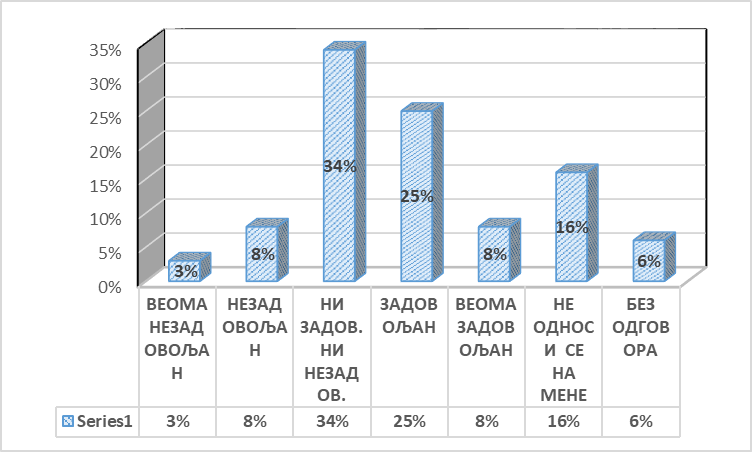 35%
30%
25%
20%
15%
10%
5%
0%
3%
8%
34%
25%
8%
16%
6%
ВЕОМА
НЕЗАД
ОВОЉА
Н
НЕЗАД
ОВОЉА
Н
НИ
ЗАДОВ.
НИ
НЕЗАД
ОВ.
ЗАДОВ
ОЉАН
ВЕОМА
ЗАДОВ
ОЉАН
НЕ
ОДНОС
И СЕ
НА
МЕНЕ
БЕЗ
ОДГОВ
ОРА
Series1 3% 8% 34% 25% 8% 16% 6%